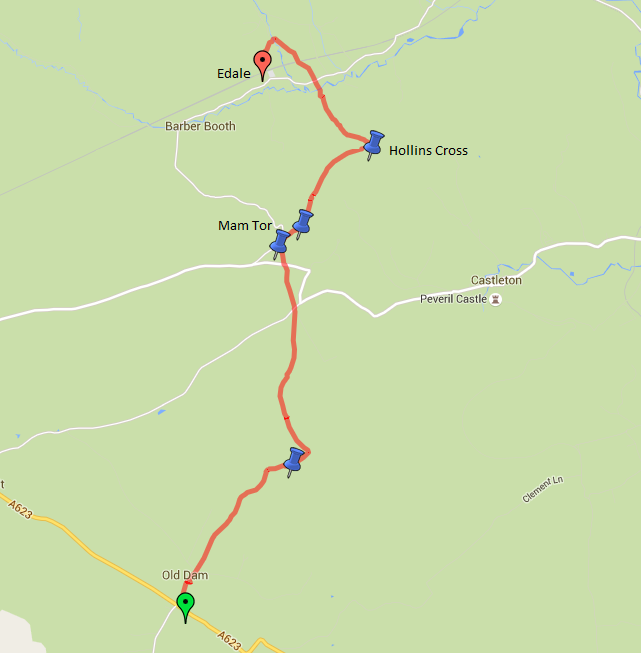 Edale
Barber Booth
Hollins Cross
Mam Tor
Castleton
Peveril Castle
Clement Ln
t
A623
Old Dam
A623